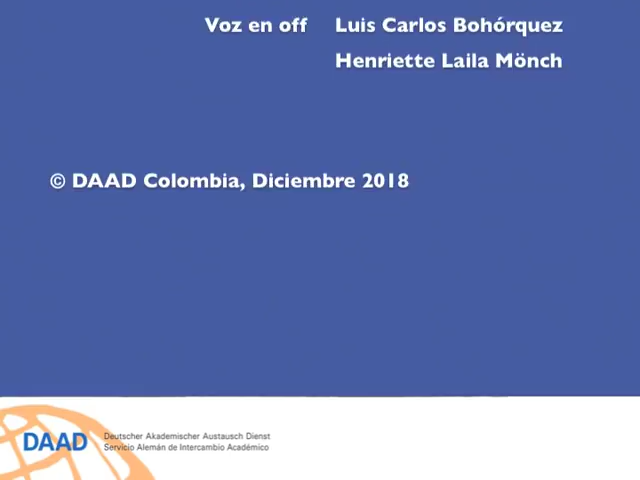 Voz en off Luis Carlos Bohórquez
Henriette Laila Mönch
© DAAD Colombia, Diciembre 2018
DAAD
Deutscher Akademischer Austausch Dienst
Servicio Alemán de Intercambio Académico